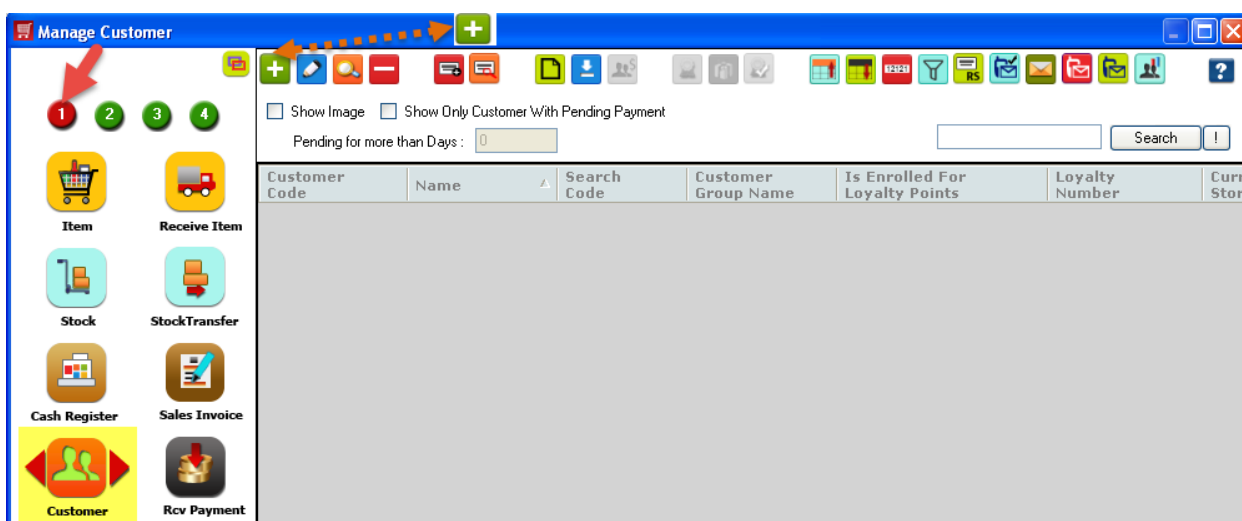 Manage Customer
1 2 3 4
12121
RS
?
Show Image Show Only Customer With Pending Payment
Pending for more than Days : 0
Search !
Customer Code
Name
Search Code
Customer Group Name
Is Enrolled For Loyalty Points
Loyalty Number
Item
Receive Item
Stock
StockTransfer
Cash Register
Sales Invoice
Customer
Rcv Payment